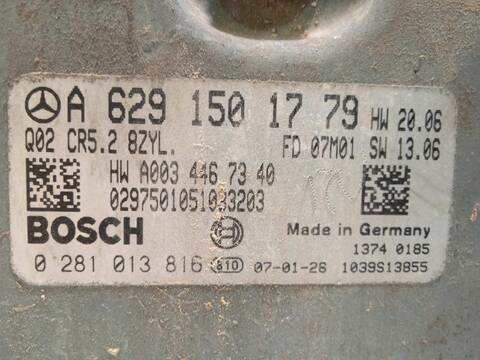 A 629 150 17 79 HW 20.06
Q02 CR5.2 8ZYL. FD 07M01 SW 13.06
HW A003 446 73 40
0297501051033203
BOSCH Made in Germany
1374 0185
0 281 013 816 810 07-01-26 1039S13855